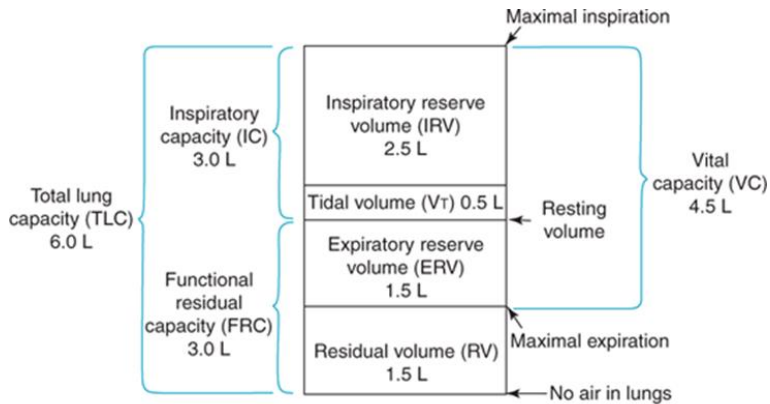 Maximal inspiration
Inspiratory
capacity (IC)
3.0 L
Inspiratory reserve
volume (IRV)
2.5 L
Vital
capacity (VC)
4.5 L
Total lung
capacity (TLC)
6.0 L
Tidal volume (VT) 0.5 L
Resting
volume
Expiratory reserve
volume (ERV)
1.5 L
Functional
residual
capacity (FRC)
3.0 L
Maximal expiration
Residual volume (RV)
1.5 L
No air in lungs